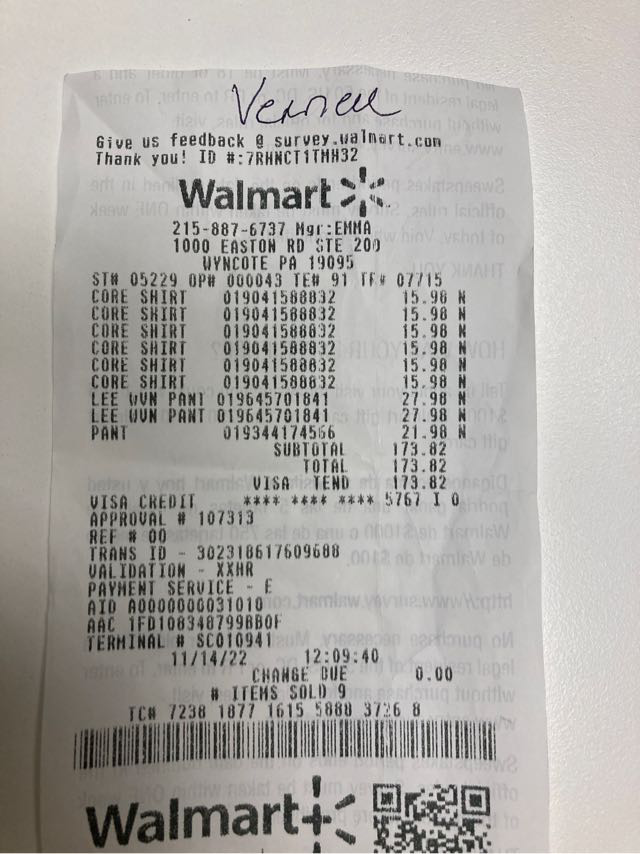 Give us feedback @ survey.walmart.com
Thank you! ID #:7RHNCT1TMH32
Walmart
215-887-6737 Mgr:EMMA
1000 EASTON RD STE 200
WYNCOTE PA 19095
ST# 05229 OP# 000043 TE# 91 TR# 07715
CORE SHIRT 019041588832 15.98 N
CORE SHIRT 019041588832 15.98 N
CORE SHIRT 019041588832 15.98 N
CORE SHIRT 019041588832 15.98 N
CORE SHIRT 019041588832 15.98 N
CORE SHIRT 019041588832 15.98 N
LEE WVN PANT 019645701841 27.98 N
LEE WVN PANT 019645701841 27.98 N
PANT 019344174566 21.98 N
SUBTOTAL 173.82
TOTAL 173.82
VISA TEND 173.82
VISA CREDIT **** **** **** 5767 I 0
APPROVAL # 107313
REF # 00
TRANS ID - 302318617609688
VALIDATION - XXHR
PAYMENT SERVICE - E
AID A0000000031010
AAC 1FD1083487998B0F
TERMINAL # SC010941
11/14/22 12:09:40
CHANGE DUE 0.00
# ITEMS SOLD 9
TC# 7238 1877 1615 5888 3726 8
Walmart+